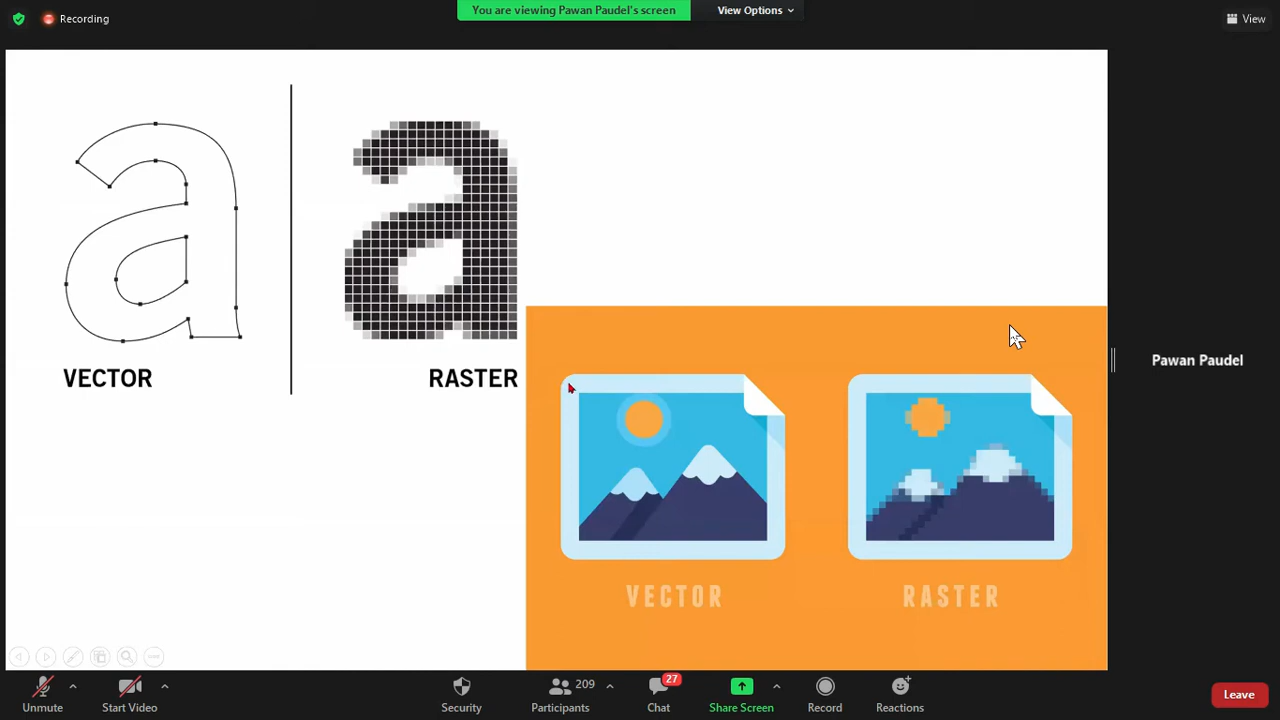 Recording
You are viewing Pawan Paudel's screen
View Options
View
a
a
VECTOR
RASTER
Pawan Paudel
VECTOR
RASTER
Unmute
Start Video
Security
209
Participants
27
Chat
Share Screen
Record
Reactions
Leave